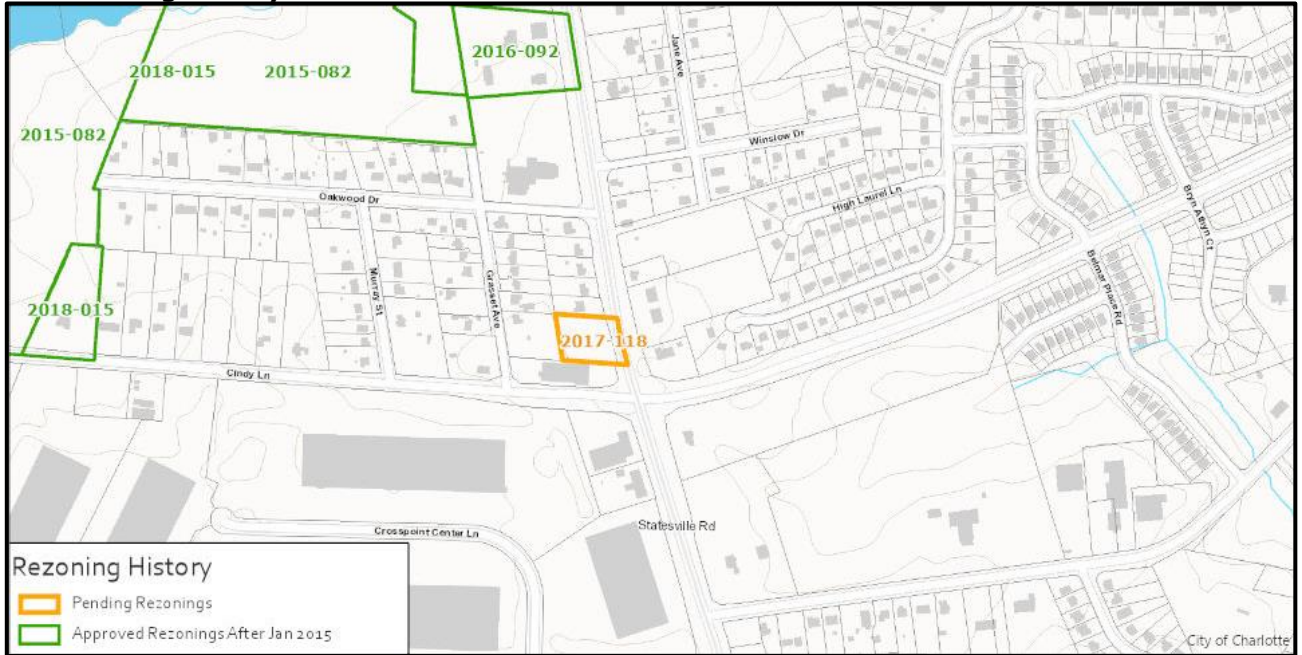 2016-092
2018-015
2015-082
Jane Ave
2015-082
Winslow Dr
Oakwood Dr
High Laurel Ln
Bryn Athyn Ct
Murray St
Grasset Ave
Belmar Place Rd
2018-015
2017-118
Cindy Ln
Statesville Rd
Crosspoint Center Ln
Rezoning History
Pending Rezonings
Approved Rezonings After Jan 2015
City of Charlotte